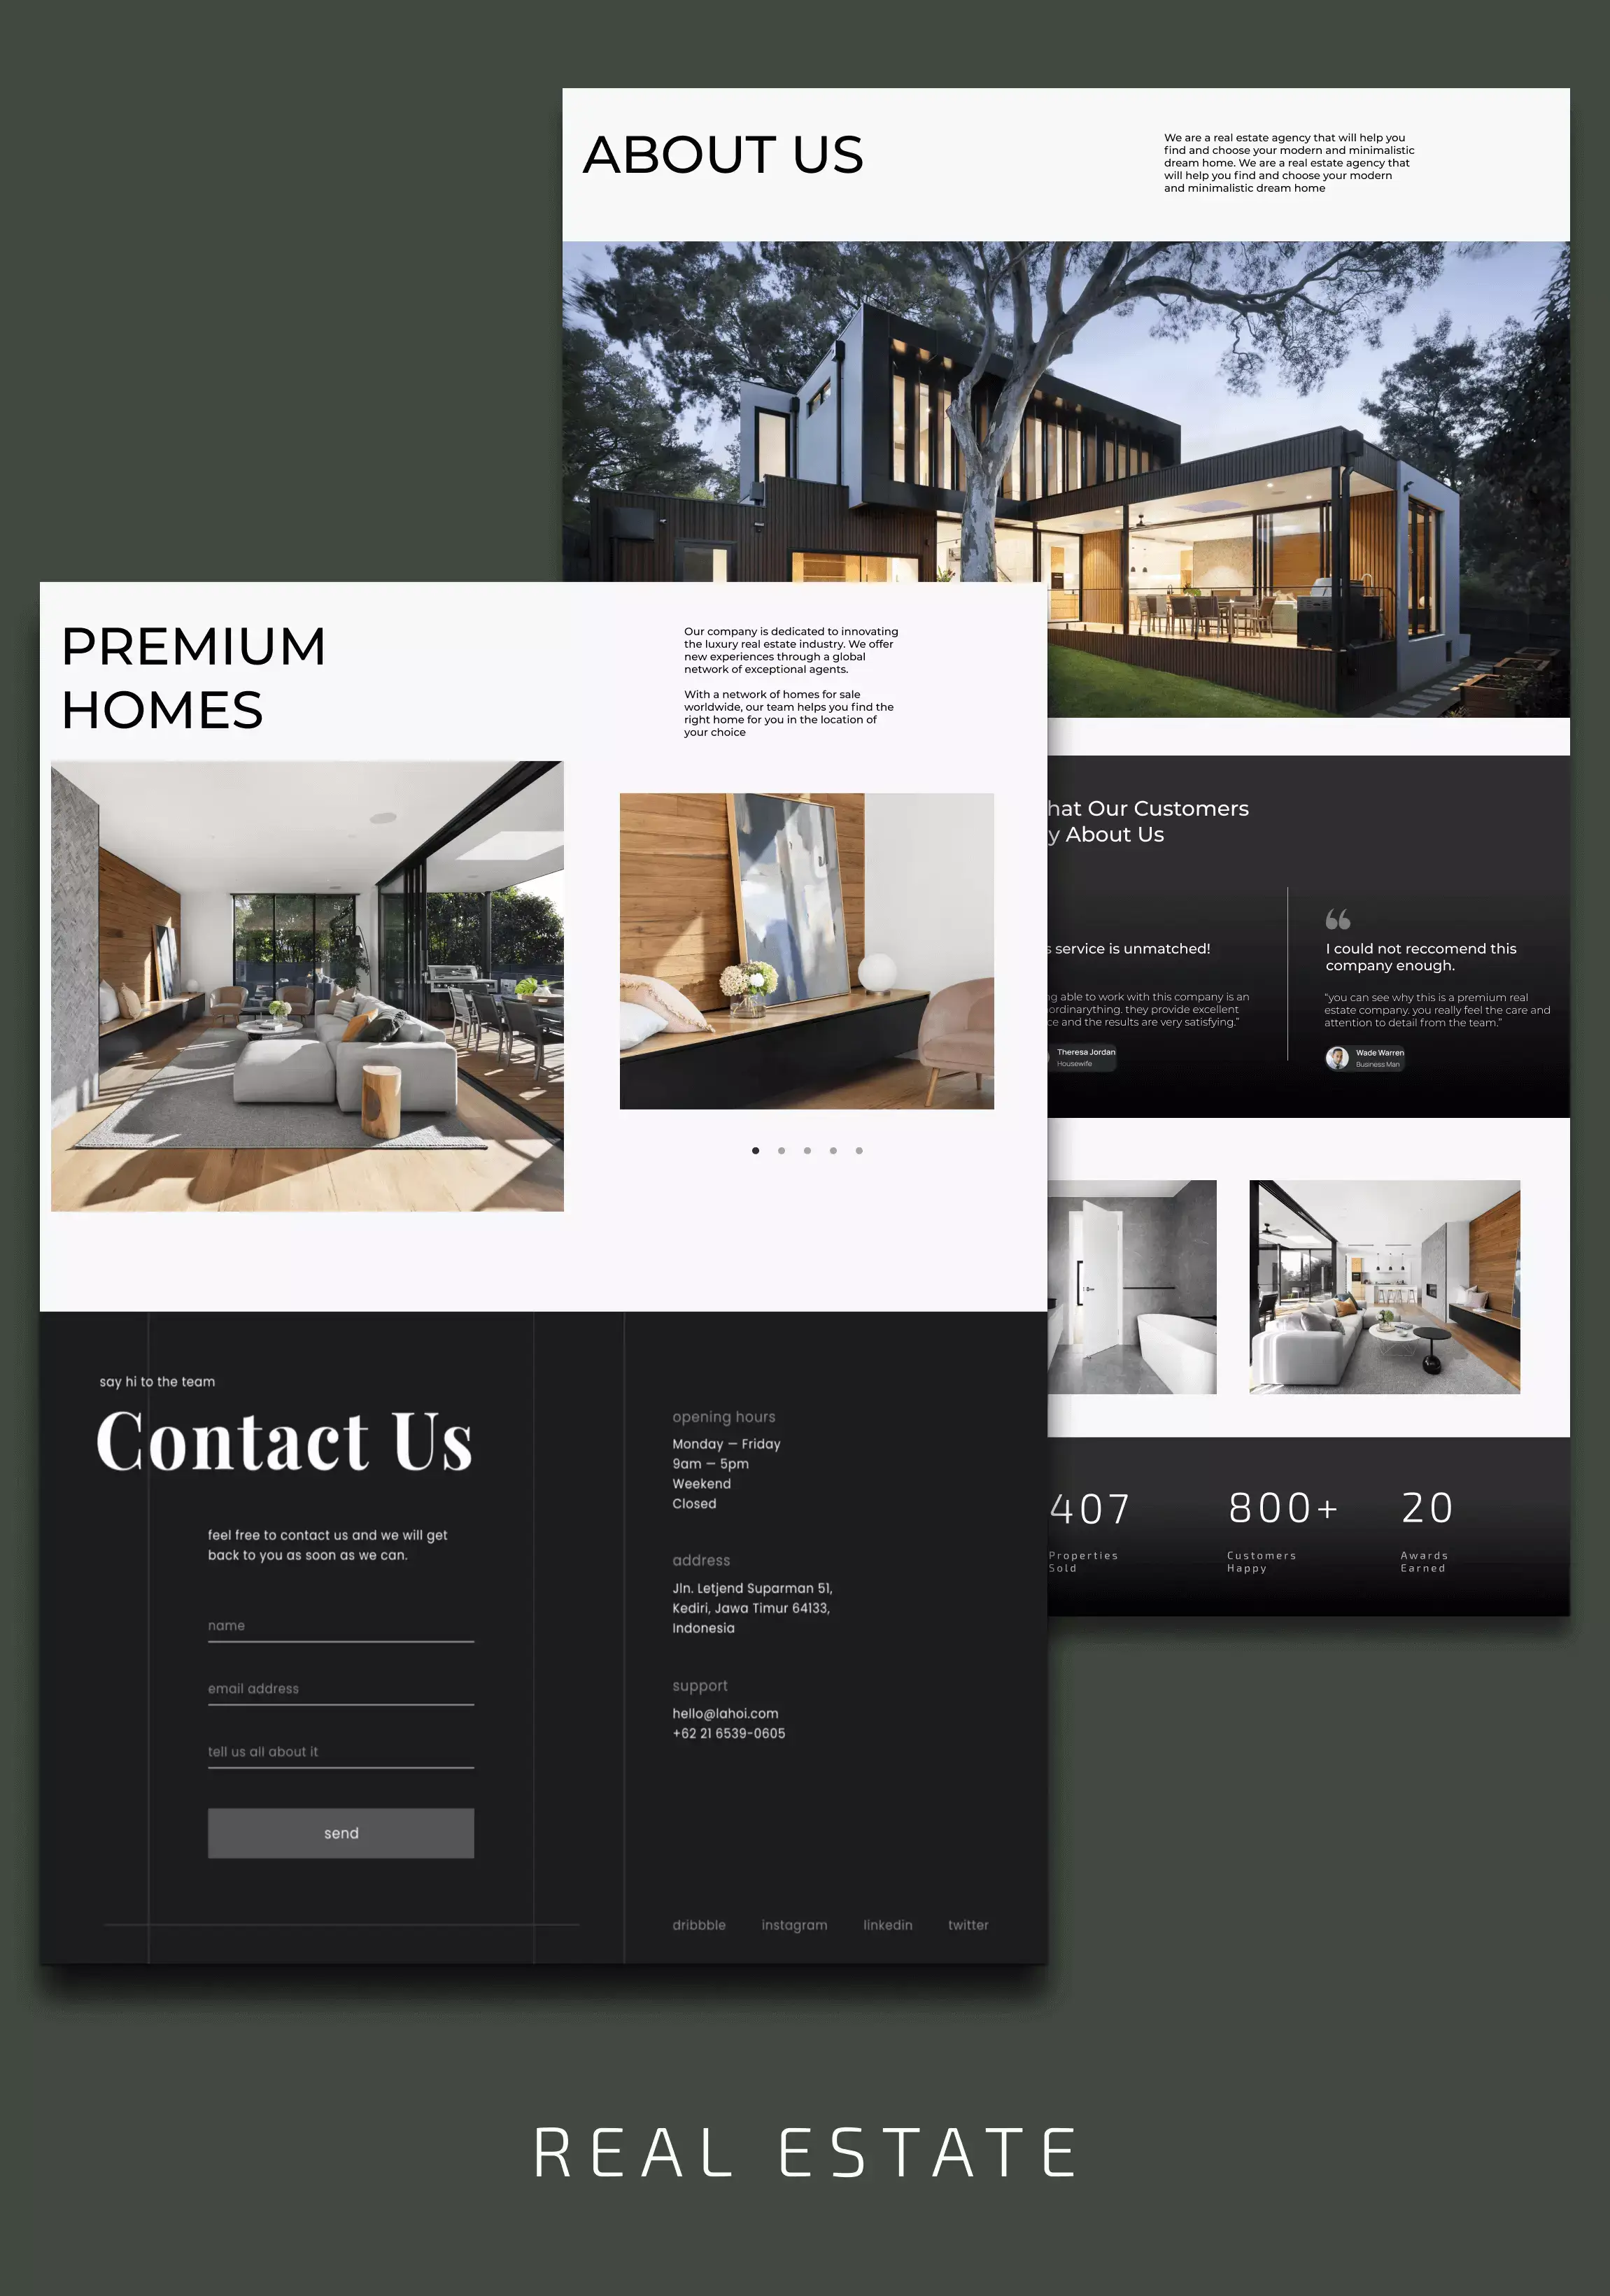 ABOUT US
We are a real estate agency that will help you
find and choose your modern and minimalistic
dream home. We are a real estate agency that
will help you find and choose your modern
and minimalistic dream home
PREMIUM
HOMES
Our company is dedicated to innovating
the luxury real estate industry. We offer
new experiences through a global
network of exceptional agents.
With a network of homes for sale
worldwide, our team helps you find the
right home for you in the location of
your choice
hat Our Customers
y About Us
s service is unmatched!
ng able to work with this company is an
ordinarything. they provide excellent
ce and the results are very satisfying."
Theresa Jordan
Housewife
I could not reccomend this
company enough.
"you can see why this is a premium real
estate company. you really feel the care and
attention to detail from the team."
Wade Warren
Business Man
407
Properties
Sold
800+
Customers
Happy
20
Awards
Earned
say hi to the team
Contact Us
feel free to contact us and we will get
back to you as soon as we can.
name
email address
tell us all about it
send
opening hours
Monday — Friday
9am — 5pm
Weekend
Closed
address
Jln. Letjend Suparman 51,
Kediri, Jawa Timur 64133,
Indonesia
support
hello@lahoi.com
+62 21 6539-0605
dribbble instagram linkedin twitter
REAL ESTATE